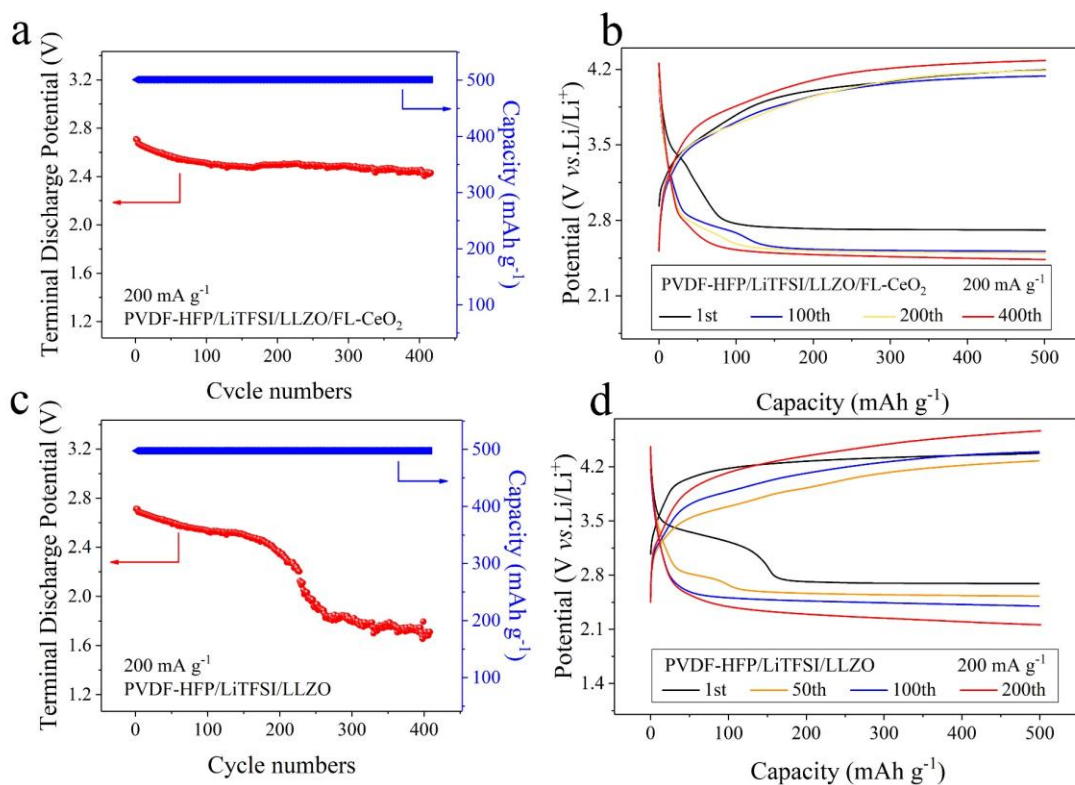 a
Terminal Discharge Potential (V)
3.2
2.8
2.4
2.0
1.6
1.2
500
400
300
200
100
Capacity (mAh g⁻¹)
200 mA g⁻¹
PVDF-HFP/LiTFSI/LLZO/FL-CeO₂
0 100 200 300 400
Cvcle numbers
b
Potential (V vs.Li/Li⁺)
4.2
3.5
2.8
2.1
PVDF-HFP/LiTFSI/LLZO/FL-CeO₂ 200 mA g⁻¹
1st 100th 200th 400th
0 100 200 300 400 500
Capacity (mAh g⁻¹)
c
Terminal Discharge Potential (V)
3.2
2.8
2.4
2.0
1.6
1.2
500
400
300
200
100
Capacity (mAh g⁻¹)
200 mA g⁻¹
PVDF-HFP/LiTFSI/LLZO
0 100 200 300 400
Cycle numbers
d
Potential (V vs.Li/Li⁺)
4.2
3.5
2.8
2.1
1.4
PVDF-HFP/LiTFSI/LLZO 200 mA g⁻¹
1st 50th 100th 200th
0 100 200 300 400 500
Capacity (mAh g⁻¹)